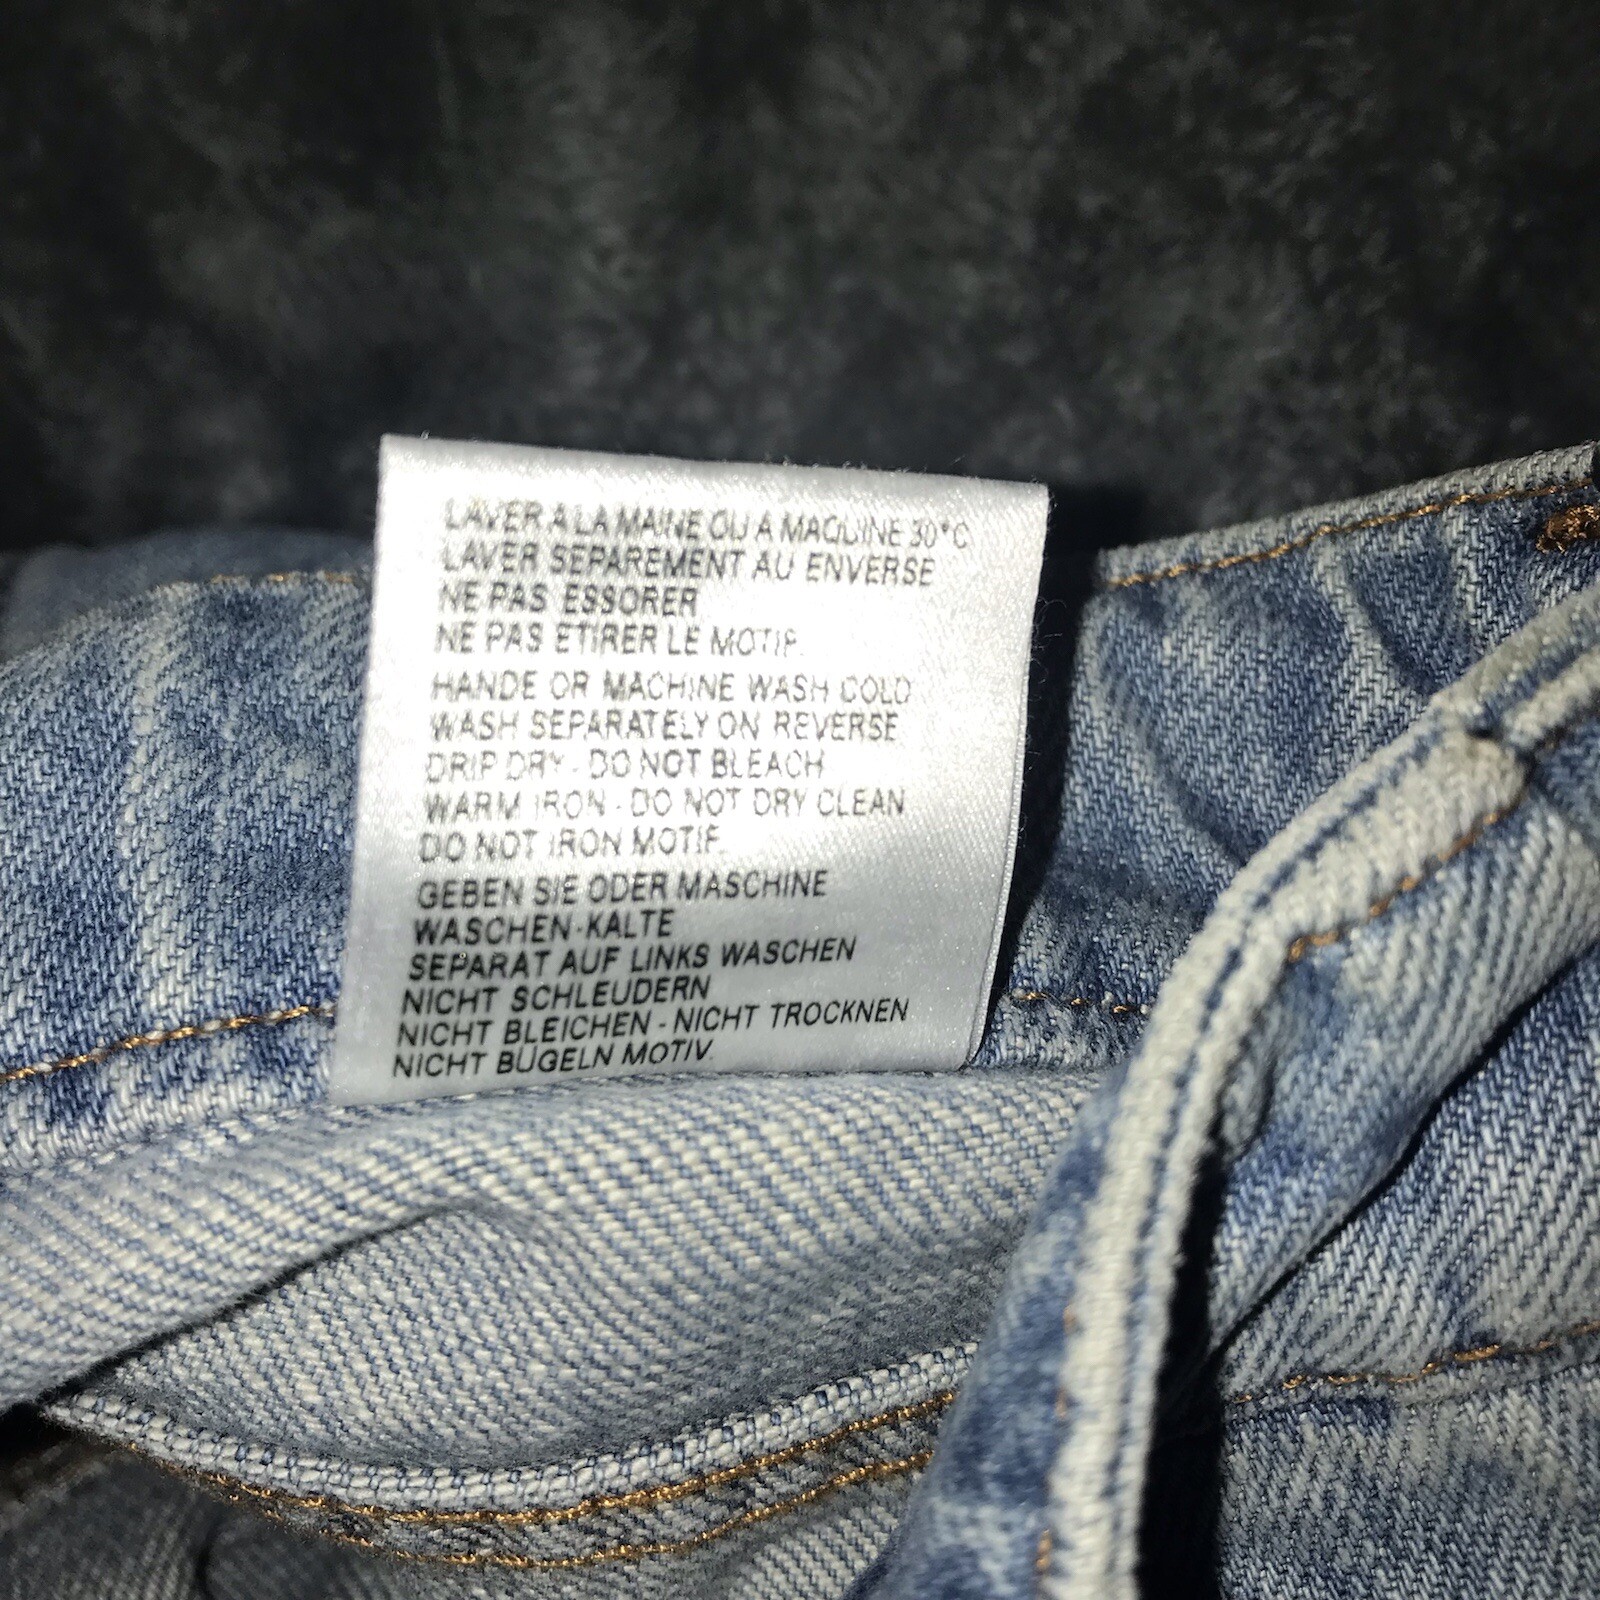 LAVER A LA MAINE OU A MAQUINE 30°C
LAVER SEPAREMENT AU ENVERSE
NE PAS ESSORER
NE PAS ETIRER LE MOTIF.
HANDE OR MACHINE WASH COLD
WASH SEPARATELY ON REVERSE
DRIP DRY - DO NOT BLEACH
WARM IRON - DO NOT DRY CLEAN
DO NOT IRON MOTIF.
GEBEN SIE ODER MASCHINE
WASCHEN-KALTE
SEPARAT AUF LINKS WASCHEN
NICHT SCHLEUDERN
NICHT BLEICHEN - NICHT TROCKNEN
NICHT BÜGELN MOTIV.